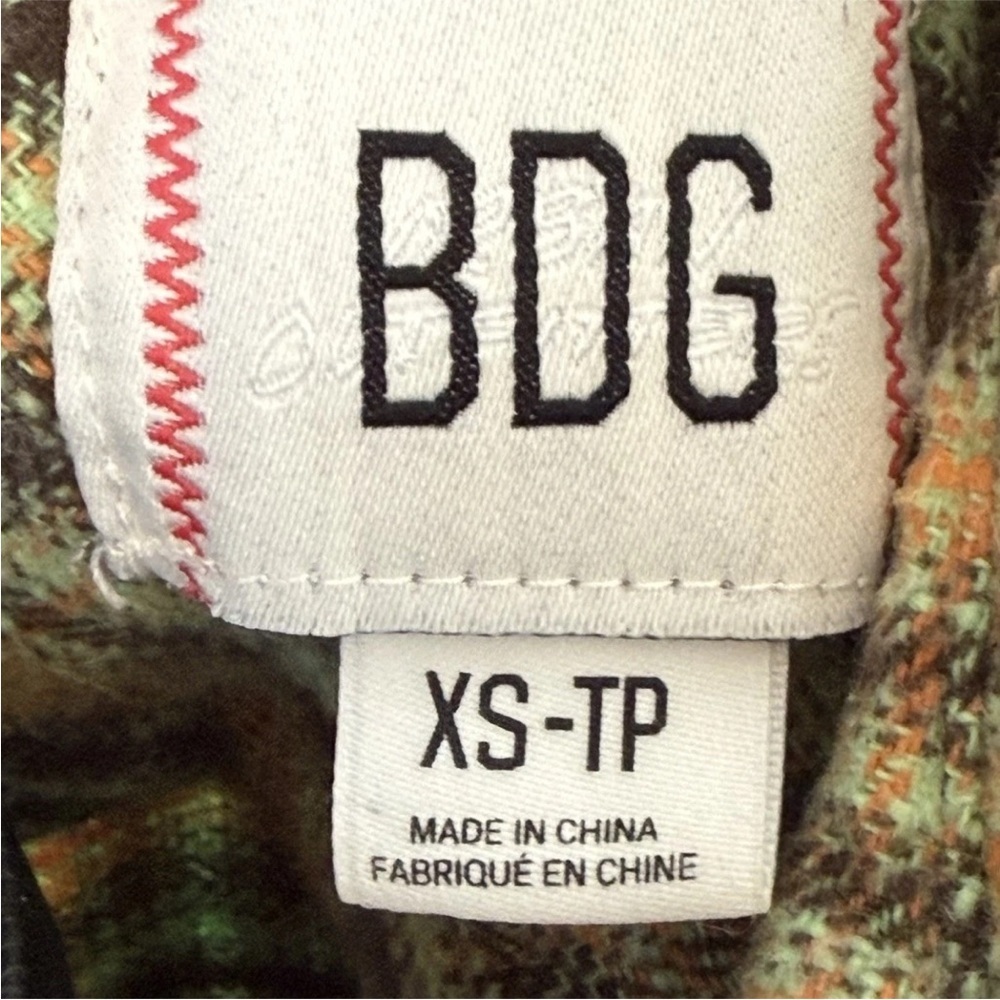 BDG
XS-TP
MADE IN CHINA
FABRIQUÉ EN CHINE